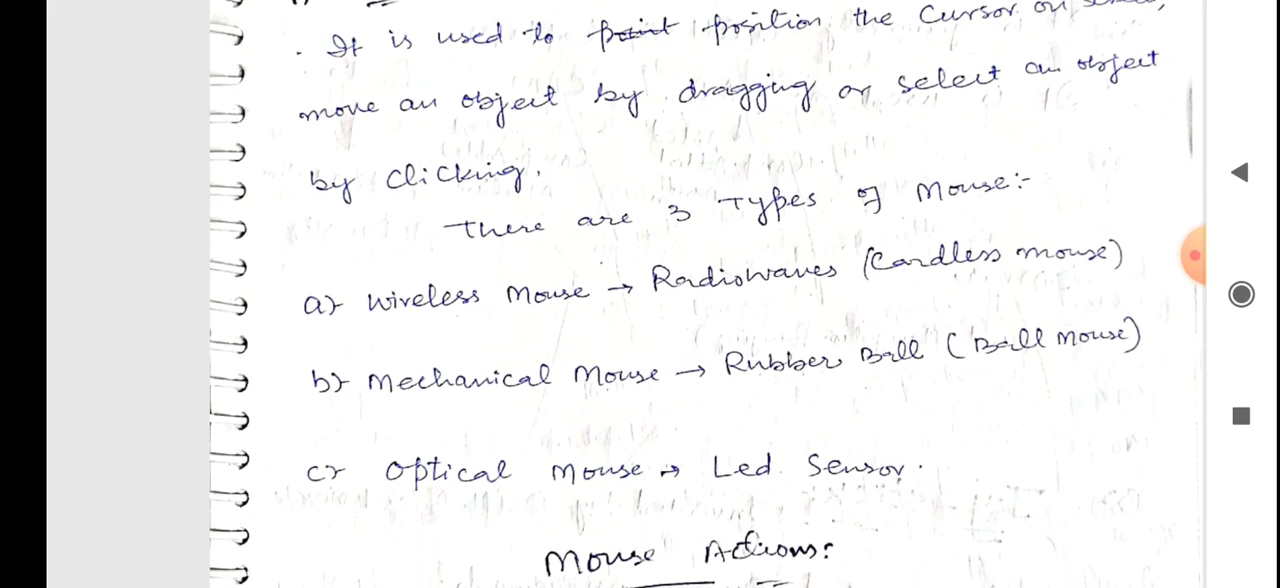 . It is used to point position the cursor on
move an object by dragging or select an object
by clicking.
There are 3 Types of Mouse:-
a) Wireless Mouse → Radiowaves (Cardless mouse)
b) Mechanical Mouse → Rubber Ball (Ball Mouse)
c) Optical Mouse → Led Sensor.
Mouse Actions: